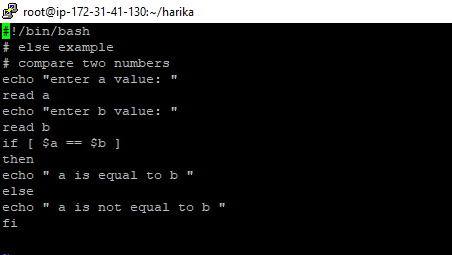 root@ip-172-31-41-130:~/harika
#!/bin/bash
# else example
# compare two numbers
echo "enter a value: "
read a
echo "enter b value: "
read b
if [ $a == $b ]
then
echo " a is equal to b "
else
echo " a is not equal to b "
fi